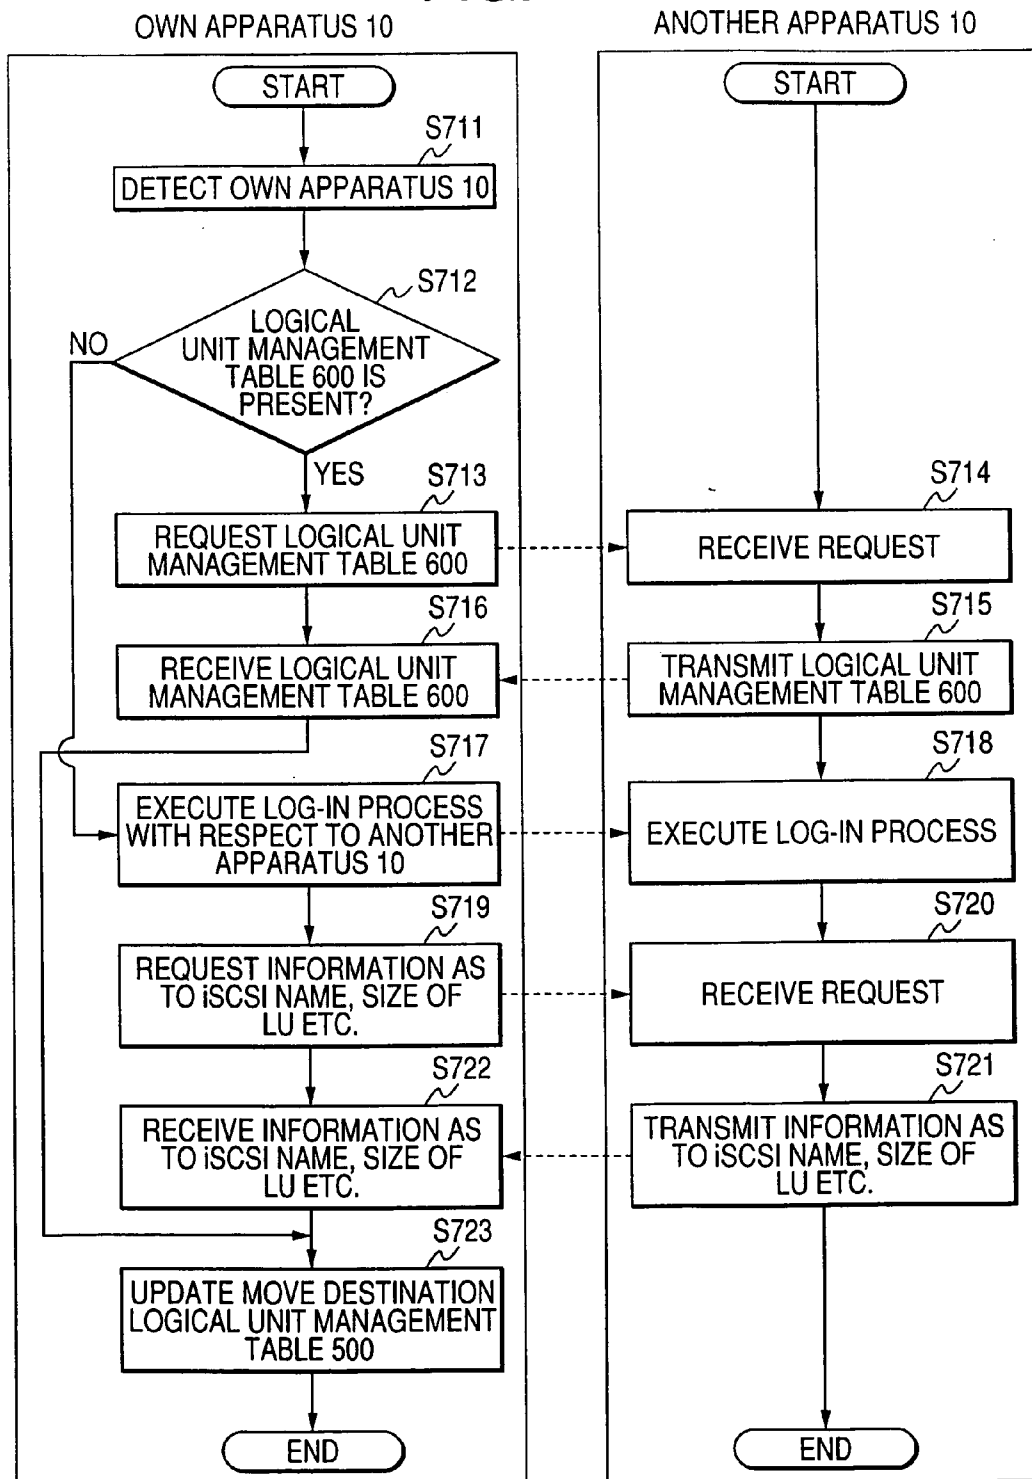 OWN APPARATUS 10
ANOTHER APPARATUS 10
START
START
S711
DETECT OWN APPARATUS 10
S712
LOGICAL
UNIT MANAGEMENT
TABLE 600 IS
PRESENT?
NO
YES
S713
REQUEST LOGICAL UNIT
MANAGEMENT TABLE 600
S714
RECEIVE REQUEST
S716
RECEIVE LOGICAL UNIT
MANAGEMENT TABLE 600
S715
TRANSMIT LOGICAL UNIT
MANAGEMENT TABLE 600
S717
EXECUTE LOG-IN PROCESS
WITH RESPECT TO ANOTHER
APPARATUS 10
S718
EXECUTE LOG-IN PROCESS
S719
REQUEST INFORMATION AS
TO iSCSI NAME, SIZE OF
LU ETC.
S720
RECEIVE REQUEST
S722
RECEIVE INFORMATION AS
TO iSCSI NAME, SIZE OF
LU ETC.
S721
TRANSMIT INFORMATION AS
TO iSCSI NAME, SIZE OF
LU ETC.
S723
UPDATE MOVE DESTINATION
LOGICAL UNIT MANAGEMENT
TABLE 500
END
END